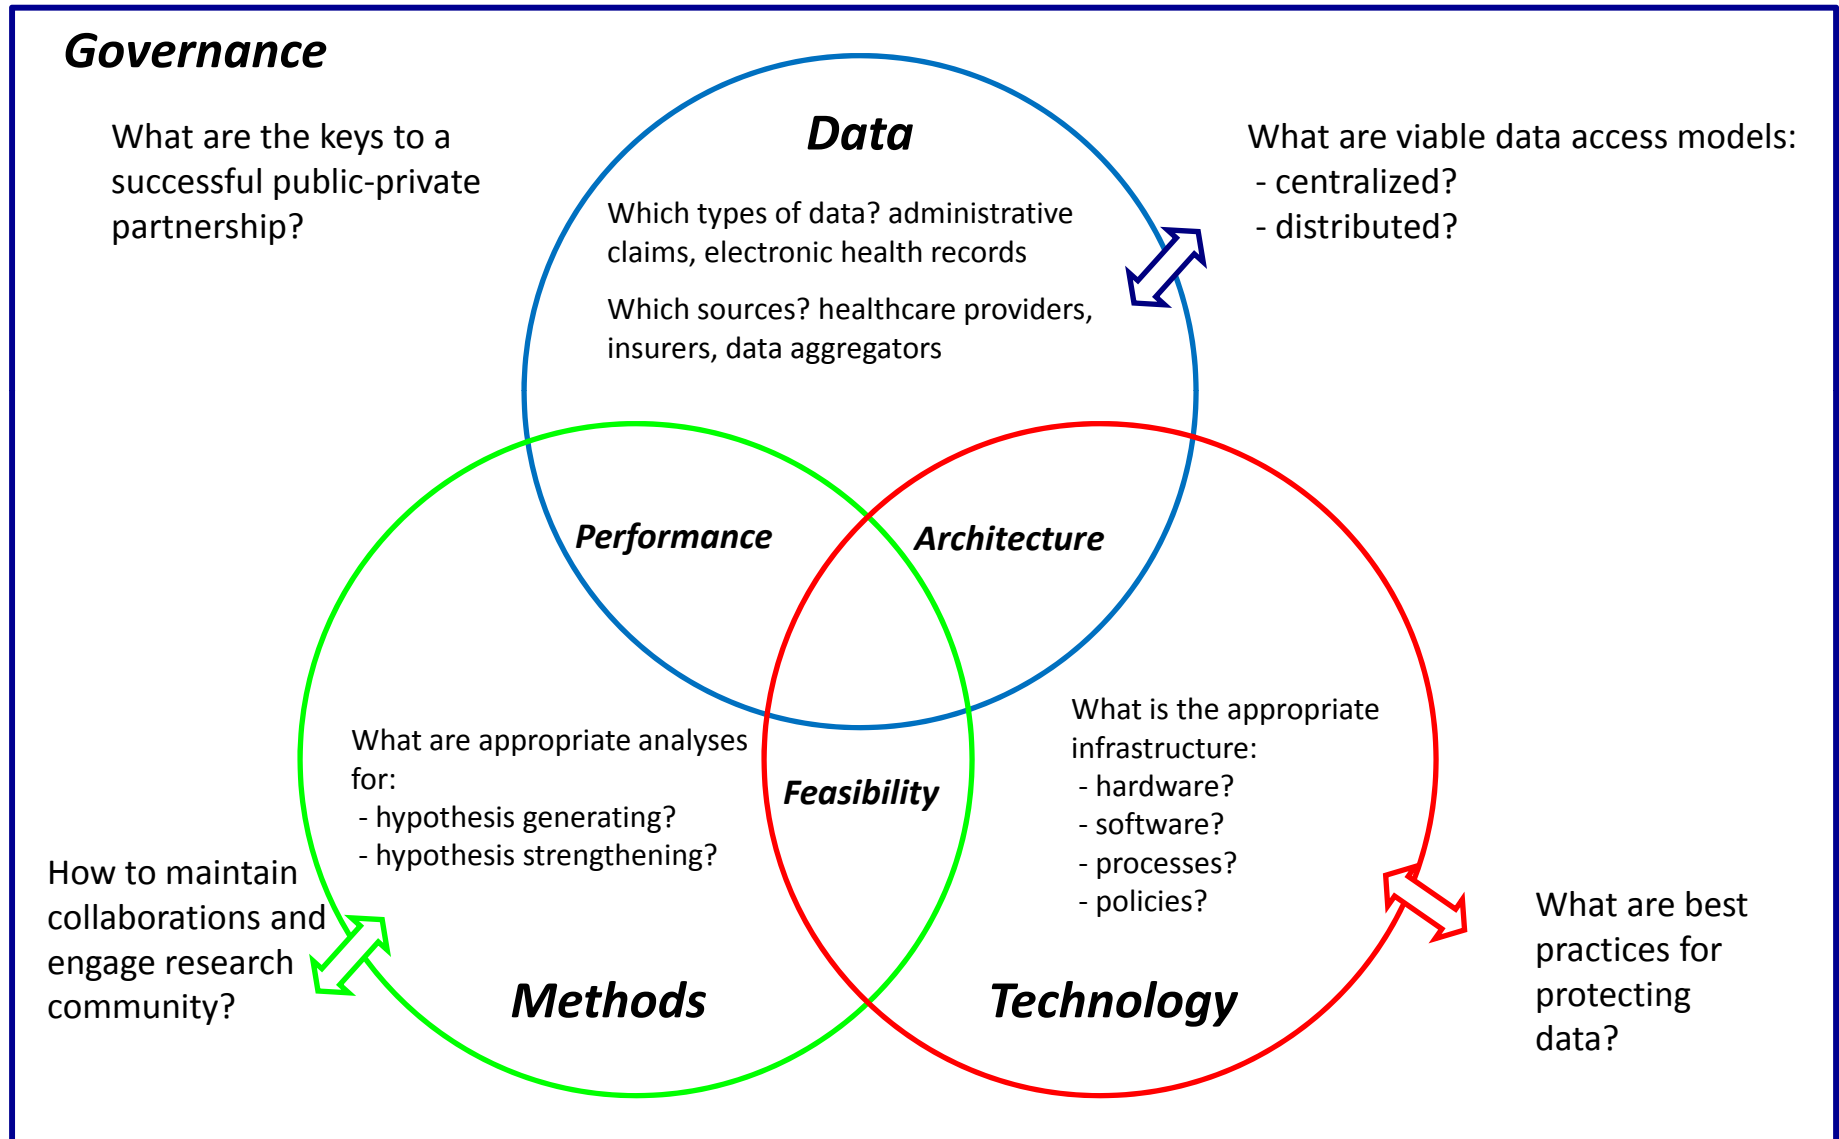 Governance
What are the keys to a
successful public-private
partnership?
Data
Which types of data? administrative
claims, electronic health records
Which sources? healthcare providers,
insurers, data aggregators
What are viable data access models:
- centralized?
- distributed?
Performance
Architecture
Feasibility
What are appropriate analyses
for:
- hypothesis generating?
- hypothesis strengthening?
Methods
What is the appropriate
infrastructure:
- hardware?
- software?
- processes?
- policies?
Technology
How to maintain
collaborations and
engage research
community?
What are best
practices for
protecting
data?